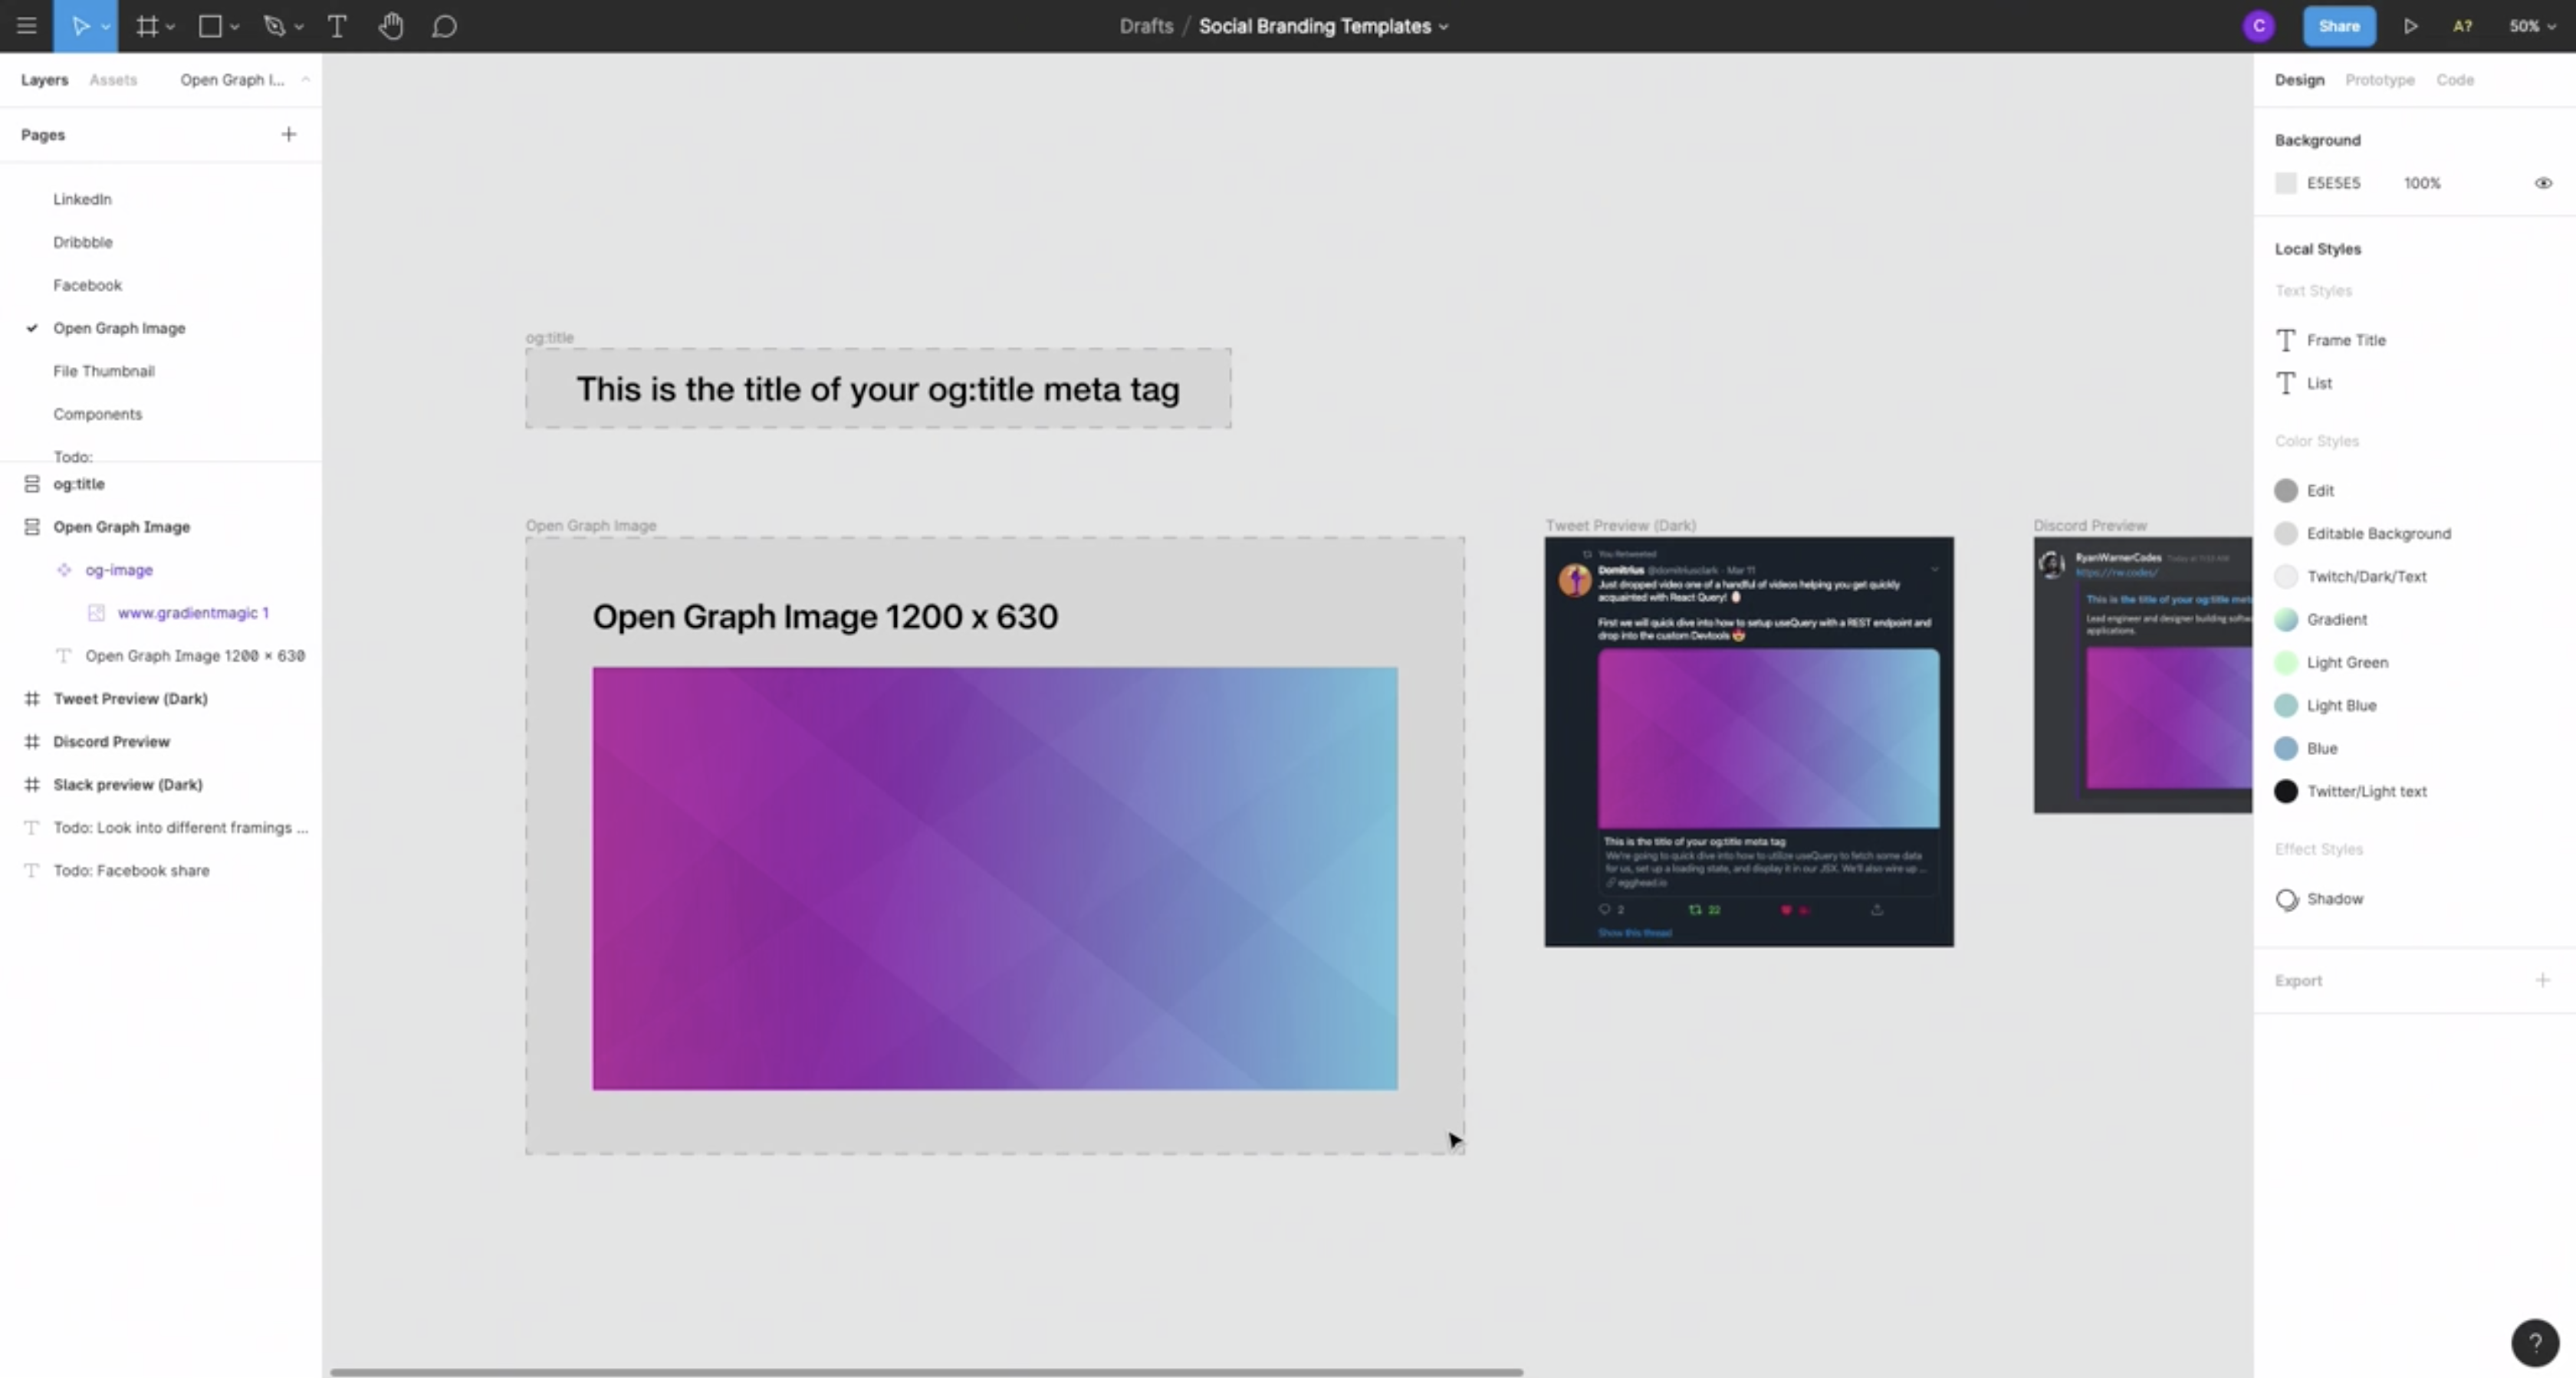 Drafts / Social Branding Templates
C
Share
A?
50%
Layers
Assets
Open Graph I...
Pages
LinkedIn
Dribbble
Facebook
Open Graph Image
File Thumbnail
Components
Todo:
og:title
Open Graph Image
og-image
www.gradientmagic 1
Open Graph Image 1200 × 630
Tweet Preview (Dark)
Discord Preview
Slack preview (Dark)
Todo: Look into different framings ...
Todo: Facebook share
og:title
This is the title of your og:title meta tag
Open Graph Image
Open Graph Image 1200 x 630
Tweet Preview (Dark)
You Retweeted
Domitrius @domitriusclark · Mar 11
Just dropped video one of a handful of videos helping you get quickly
acquainted with React Query!
First we will quick dive into how to setup useQuery with a REST endpoint and
drop into the custom Devtools
This is the title of your og:title meta tag
We're going to quick dive into how to utilize useQuery to fetch some data
for us, set up a loading state, and display it in our JSX. We'll also wire up ...
egghead.io
2
22
Show this thread
Discord Preview
RyanWarnerCodes Today at
https://rw.codes/
This is the title of your og:title met
Lead engineer and designer building softw
applications.
Design
Prototype
Code
Background
E5E5E5
100%
Local Styles
Text Styles
Frame Title
List
Color Styles
Edit
Editable Background
Twitch/Dark/Text
Gradient
Light Green
Light Blue
Blue
Twitter/Light text
Effect Styles
Shadow
Export
?